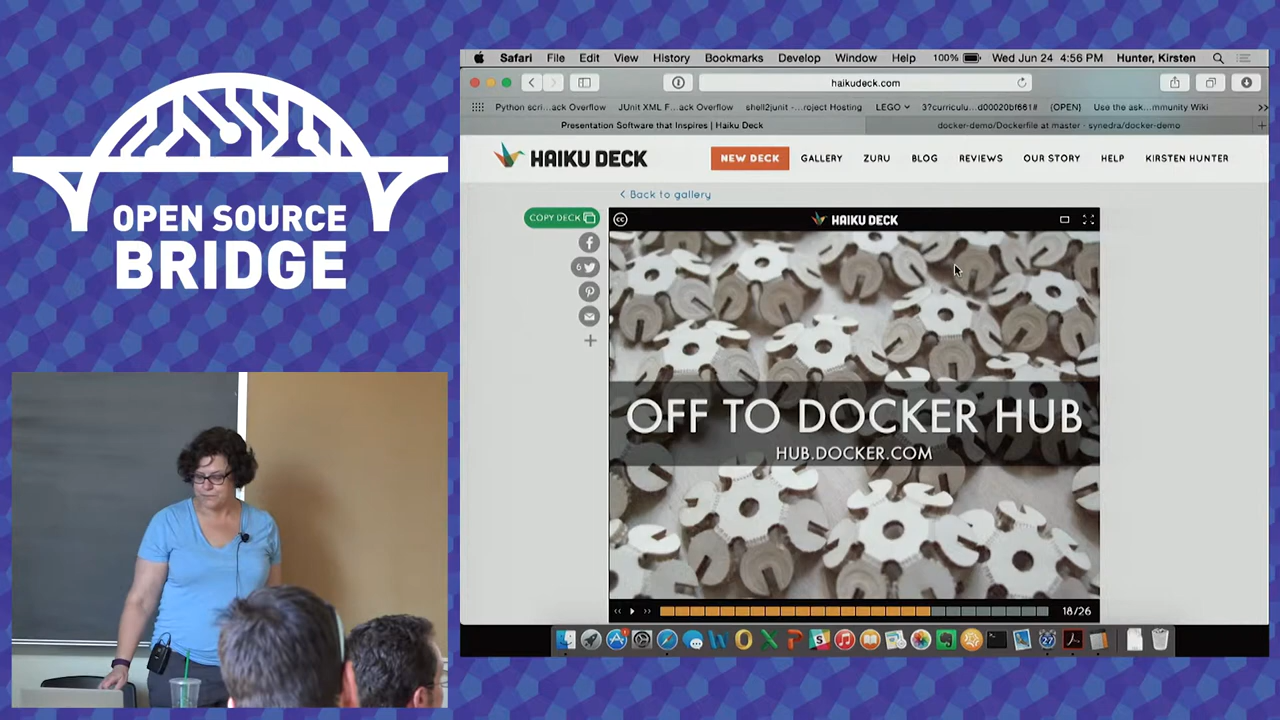 OPEN SOURCE
BRIDGE
Safari File Edit View History Bookmarks Develop Window Help 100% Wed Jun 24 4:56 PM Hunter, Kirsten
haikudeck.com
Python scri...ack Overflow JUnit XML F...ack Overflow shell2junit -...roject Hosting LEGO 3?curriculu...d00020bf661# {OPEN} Use the ask...mmunity Wiki
Presentation Software that Inspires | Haiku Deck docker-demo/Dockerfile at master · synedra/docker-demo
HAIKU DECK NEW DECK GALLERY ZURU BLOG REVIEWS OUR STORY HELP KIRSTEN HUNTER
Back to gallery
COPY DECK
CC HAIKU DECK
6
OFF TO DOCKER HUB
HUB.DOCKER.COM
18/26